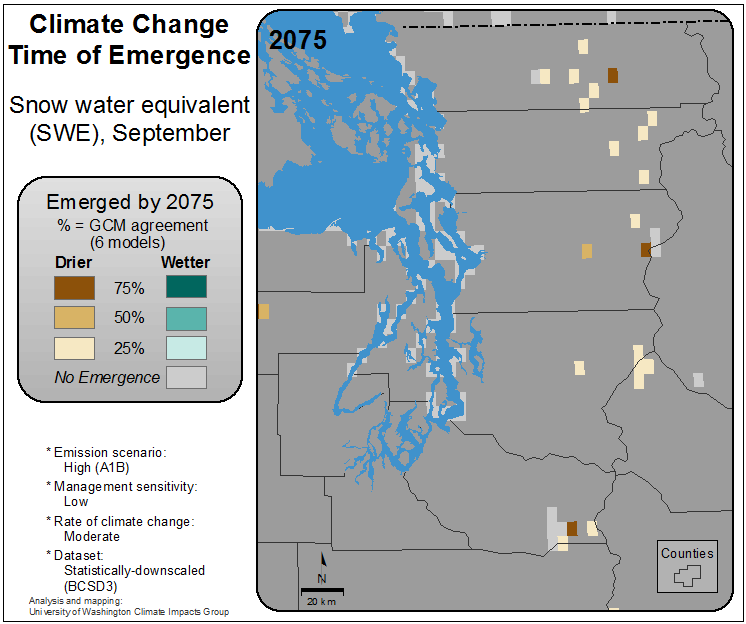 Climate Change
Time of Emergence
Snow water equivalent
(SWE), September
Emerged by 2075
% = GCM agreement
(6 models)
Drier Wetter
75%
50%
25%
No Emergence
* Emission scenario:
High (A1B)
* Management sensitivity:
Low
* Rate of climate change:
Moderate
* Dataset:
Statistically-downscaled
(BCSD3)
Analysis and mapping:
University of Washington Climate Impacts Group
2075
N
20 km
Counties